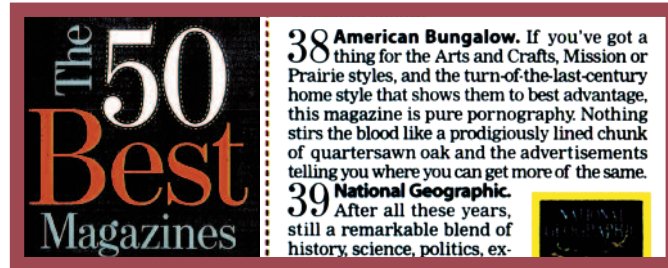 The 50
Best
Magazines
38 American Bungalow. If you've got a
thing for the Arts and Crafts, Mission or
Prairie styles, and the turn-of-the-last-century
home style that shows them to best advantage,
this magazine is pure pornography. Nothing
stirs the blood like a prodigiously lined chunk
of quartersawn oak and the advertisements
telling you where you can get more of the same.
39 National Geographic.
After all these years,
still a remarkable blend of
history, science, politics, ex-
NATIONAL
GEOGRAPHIC